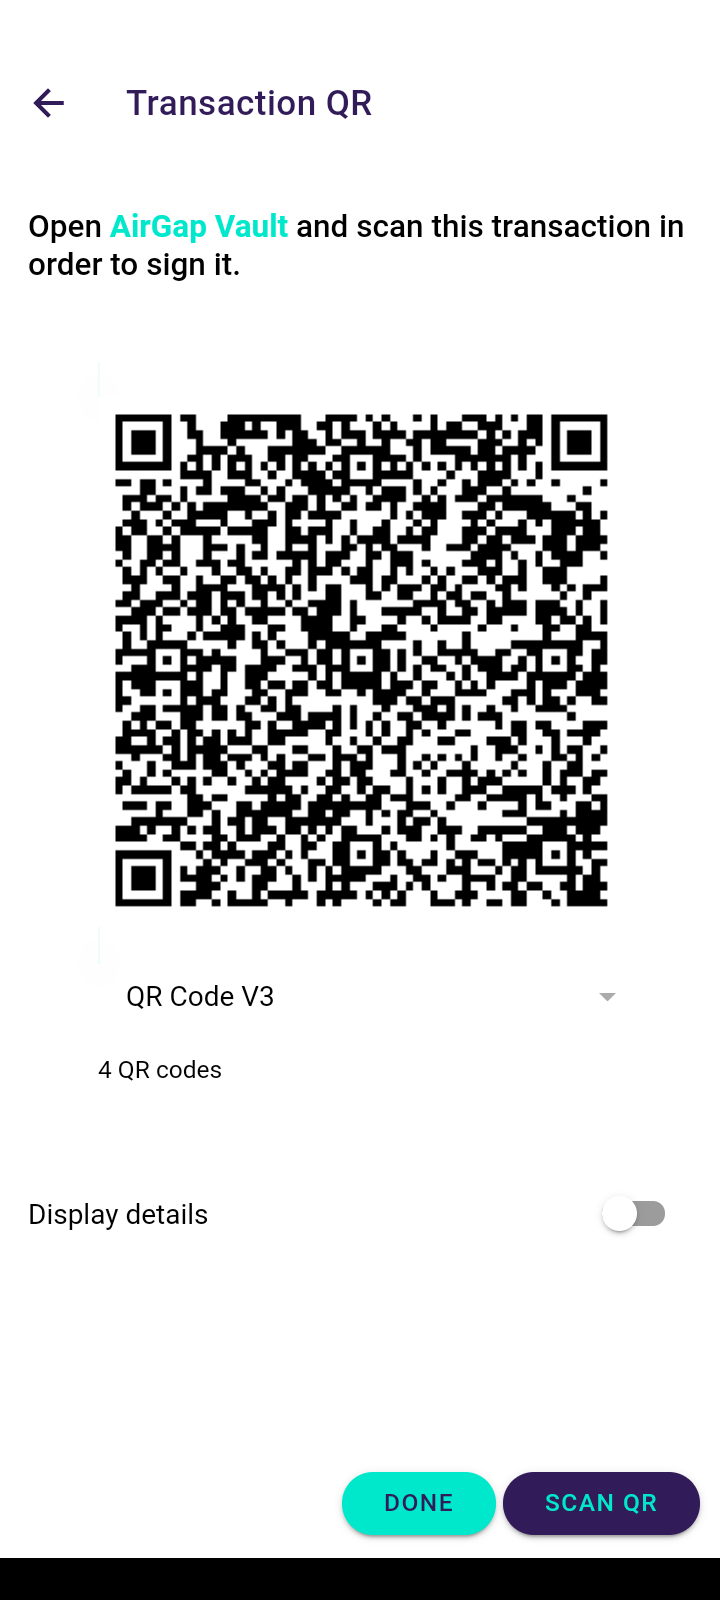 Transaction QR
Open AirGap Vault and scan this transaction in
order to sign it.
QR Code V3
4 QR codes
Display details
DONE
SCAN QR